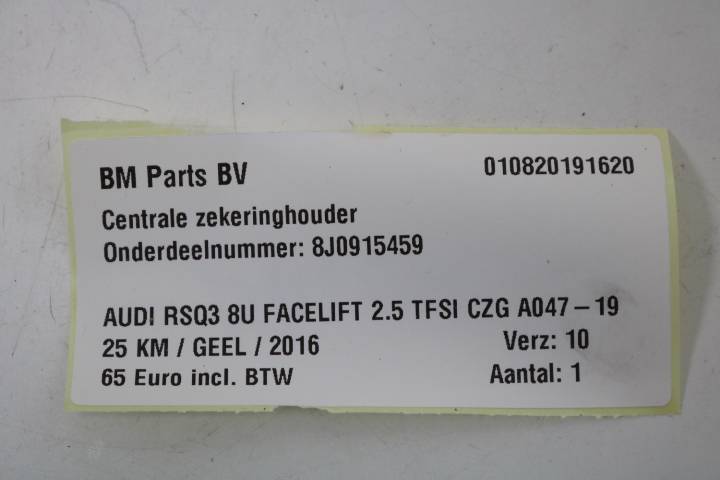 BM Parts BV 010820191620
Centrale zekeringhouder
Onderdeelnummer: 8J0915459
AUDI RSQ3 8U FACELIFT 2.5 TFSI CZG A047-19
25 KM / GEEL / 2016 Verz: 10
65 Euro incl. BTW Aantal: 1